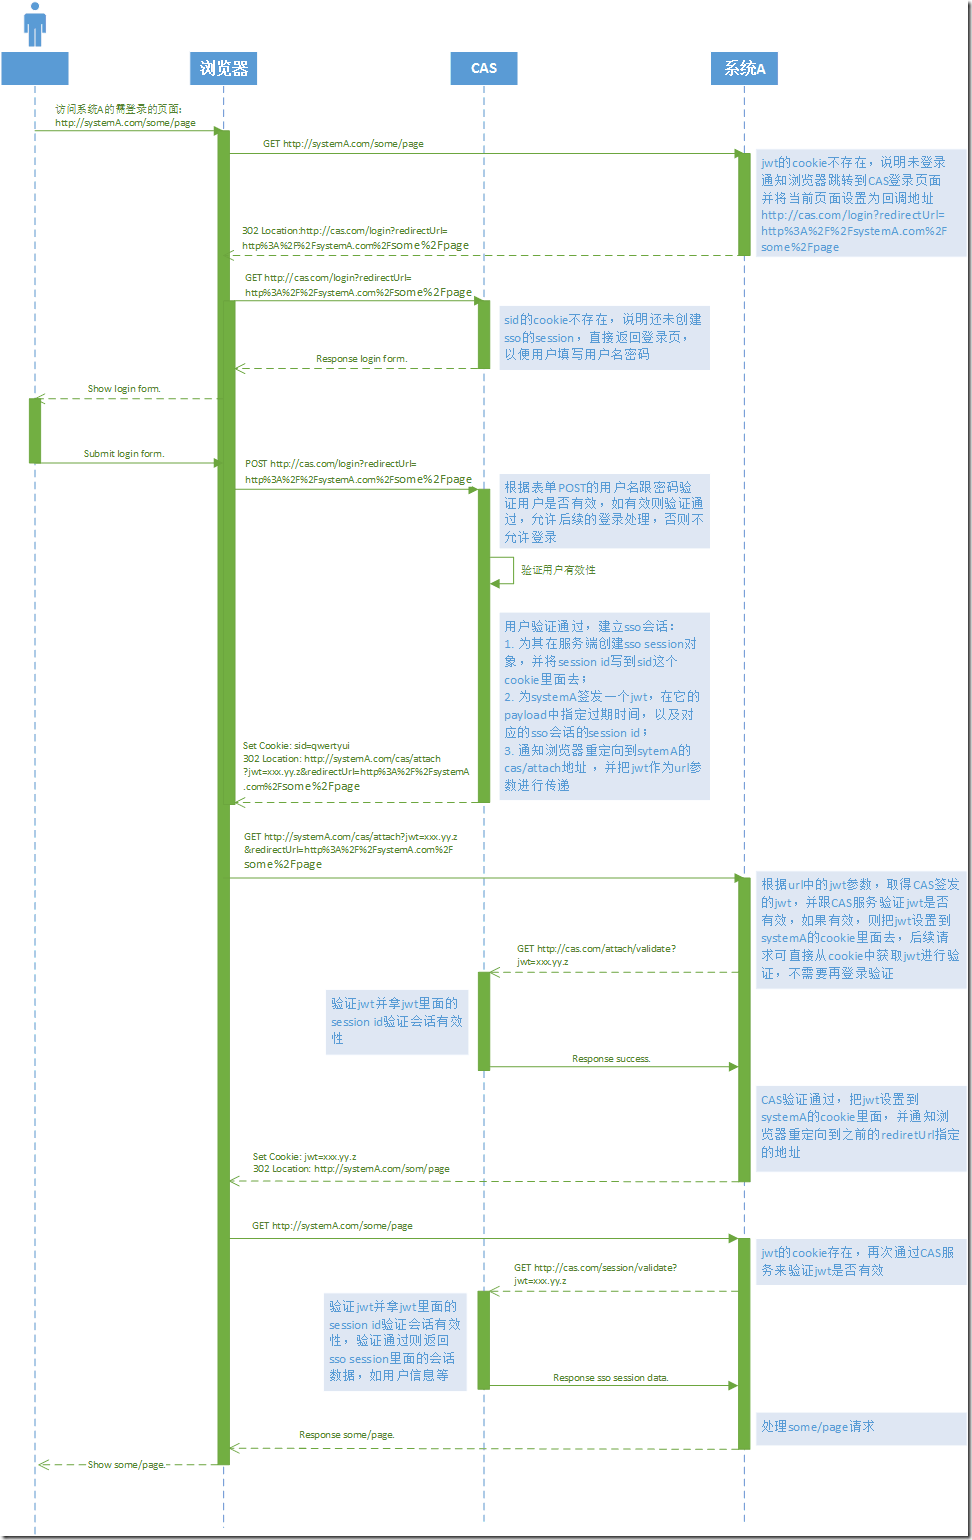 浏览器
CAS
系统A
访问系统A的需登录的页面：
http://systemA.com/some/page
GET http://systemA.com/some/page
jwt的cookie不存在，说明未登录
通知浏览器跳转到CAS登录页面
并将当前页面设置为回调地址
http://cas.com/login?redirectUrl=
http%3A%2F%2FsystemA.com%2F
some%2Fpage
302 Location:http://cas.com/login?redirectUrl=
http%3A%2F%2FsystemA.com%2Fsome%2Fpage
GET http://cas.com/login?redirectUrl=
http%3A%2F%2FsystemA.com%2Fsome%2Fpage
sid的cookie不存在，说明还未创建
sso的session，直接返回登录页，
以便用户填写用户名密码
Response login form.
Show login form.
Submit login form.
POST http://cas.com/login?redirectUrl=
http%3A%2F%2FsystemA.com%2Fsome%2Fpage
根据表单POST的用户名跟密码验
证用户是否有效，如有效则验证通
过，允许后续的登录处理，否则不
允许登录
验证用户有效性
用户验证通过，建立sso会话：
1. 为其在服务端创建sso session对
象，并将session id写到sid这个
cookie里面去；
2. 为systemA签发一个jwt，在它的
payload中指定过期时间，以及对
应的sso会话的session id；
3. 通知浏览器重定向到sytemA的
cas/attach地址，并把jwt作为url参
数进行传递
Set Cookie: sid=qwertyui
302 Location: http://systemA.com/cas/attach
?jwt=xxx.yy.z&redirectUrl=http%3A%2F%2FsystemA
.com%2Fsome%2Fpage
GET http://systemA.com/cas/attach?jwt=xxx.yy.z
&redirectUrl=http%3A%2F%2FsystemA.com%2F
some%2Fpage
根据url中的jwt参数，取得CAS签发
的jwt，并跟CAS服务验证jwt是否
有效，如果有效，则把jwt设置到
systemA的cookie里面去，后续请
求可直接从cookie中获取jwt进行验
证，不需要再登录验证
GET http://cas.com/attach/validate?
jwt=xxx.yy.z
验证jwt并拿jwt里面的
session id验证会话有效
性
Response success.
CAS验证通过，把jwt设置到
systemA的cookie里面，并通知浏
览器重定向到之前的rediretUrl指定
的地址
Set Cookie: jwt=xxx.yy.z
302 Location: http://systemA.com/som/page
GET http://systemA.com/some/page
jwt的cookie存在，再次通过CAS服
务来验证jwt是否有效
GET http://cas.com/session/validate?
jwt=xxx.yy.z
验证jwt并拿jwt里面的
session id验证会话有效
性，验证通过则返回
sso session里面的会话
数据，如用户信息等
Response sso session data.
处理some/page请求
Response some/page.
Show some/page.